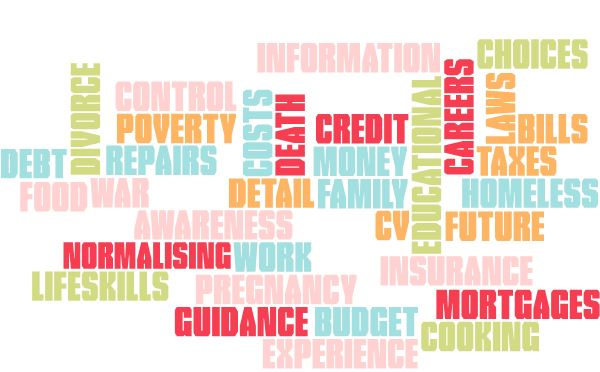 INFORMATION
CHOICES
DIVORCE
CONTROL
COSTS
DEATH
EDUCATIONAL
CAREERS
LAWS
POVERTY
CREDIT
BILLS
DEBT
REPAIRS
MONEY
TAXES
FOOD
WAR
DETAIL
FAMILY
HOMELESS
AWARENESS
CV
FUTURE
NORMALISING
WORK
INSURANCE
LIFESKILLS
PREGNANCY
MORTGAGES
GUIDANCE
BUDGET
COOKING
EXPERIENCE